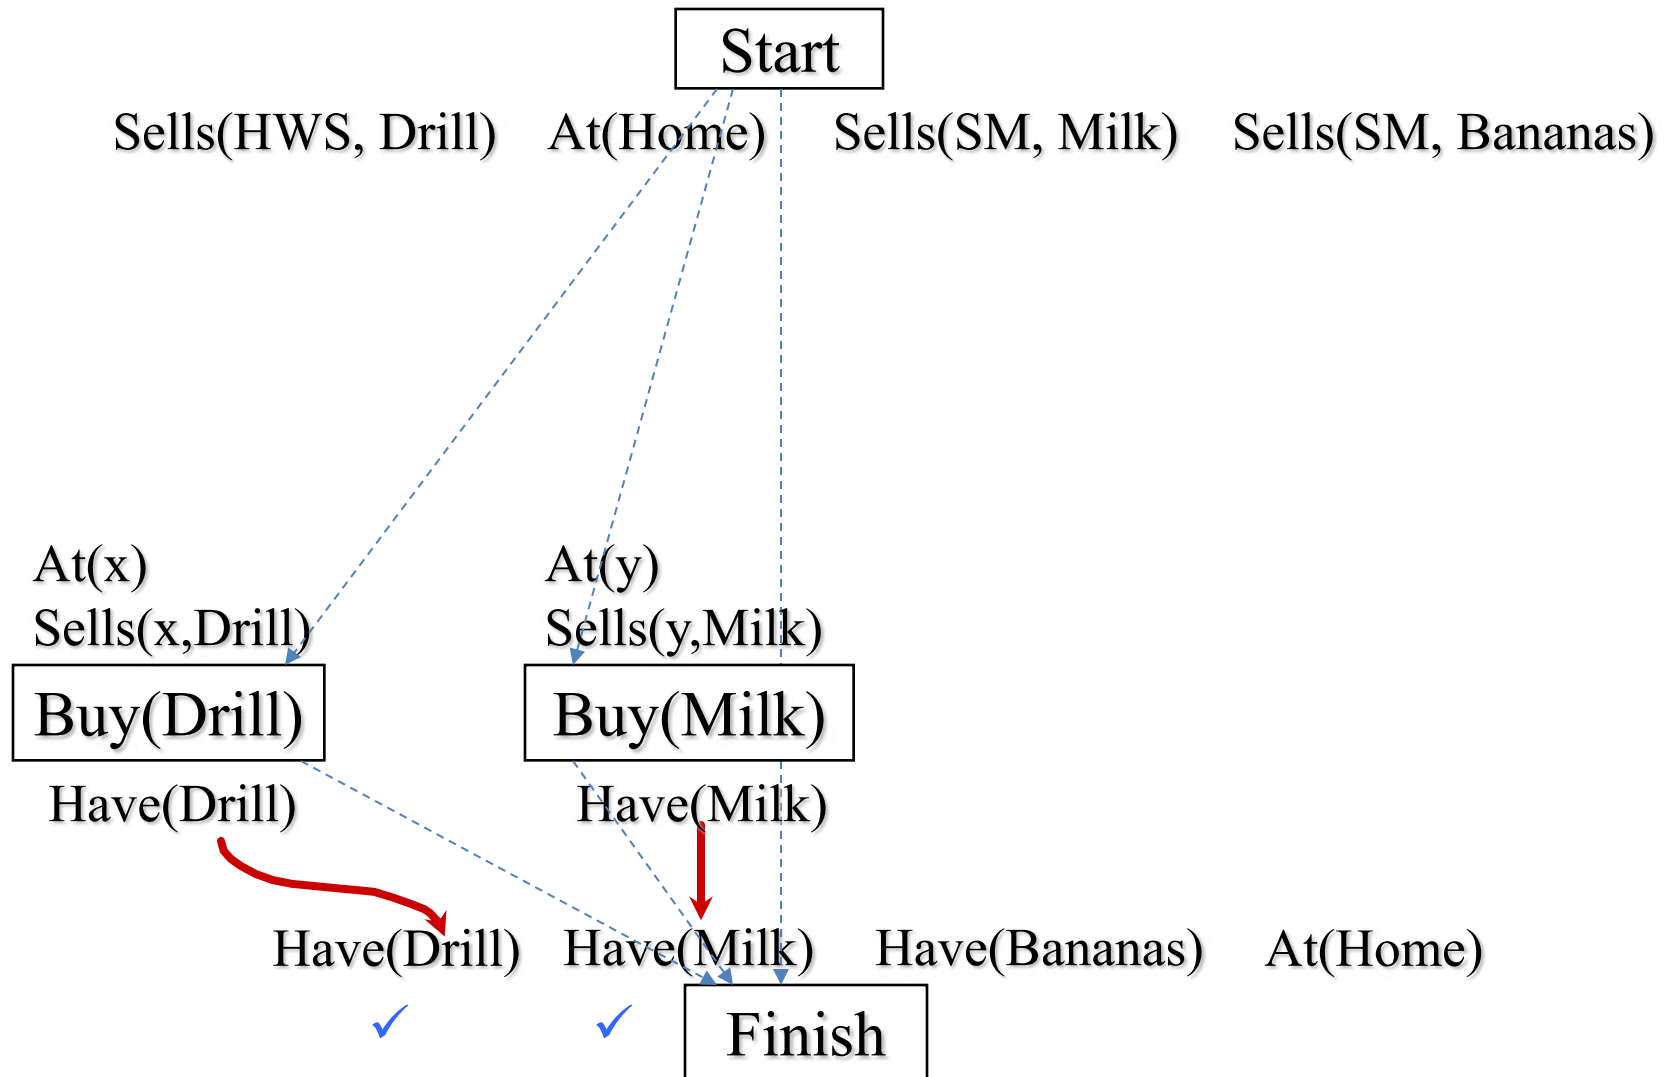 Start
Sells(HWS, Drill) At(Home) Sells(SM, Milk) Sells(SM, Bananas)
At(x) At(y)
Sells(x,Drill) Sells(y,Milk)
Buy(Drill) Buy(Milk)
Have(Drill) Have(Milk)
Have(Drill) Have(Milk) Have(Bananas) At(Home)
Finish